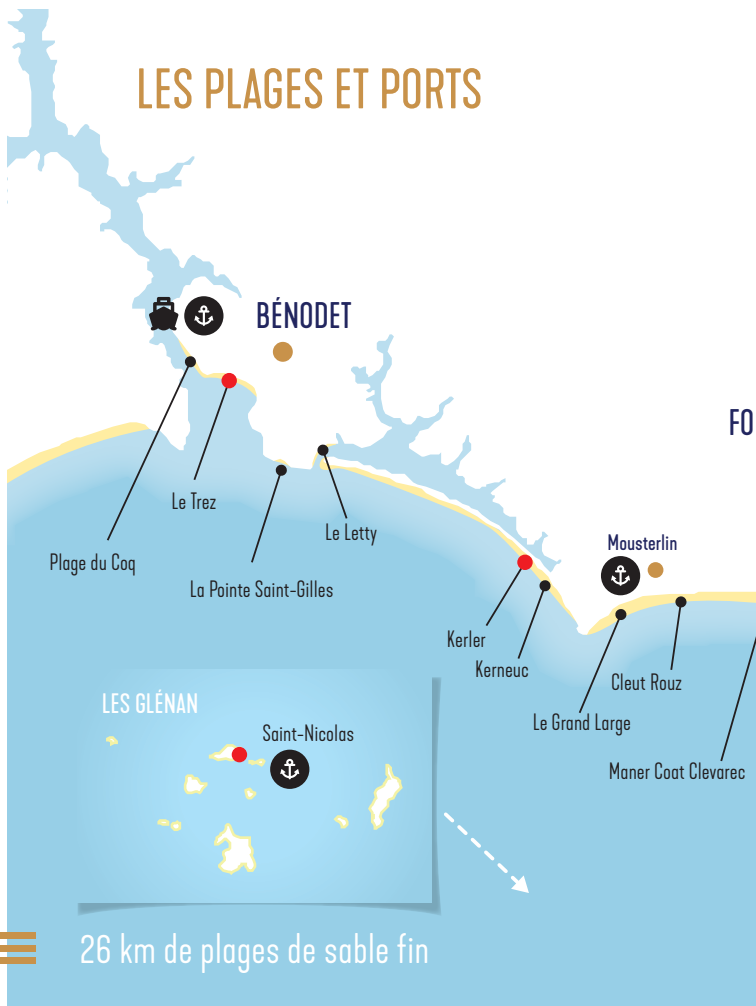 LES PLAGES ET PORTS
BÉNODET
FO
Le Trez
Le Letty
Plage du Coq
La Pointe Saint-Gilles
Mousterlin
Kerler
Kerneuc
Cleut Rouz
Le Grand Large
Maner Coat Clevarec
LES GLÉNAN
Saint-Nicolas
26 km de plages de sable fin